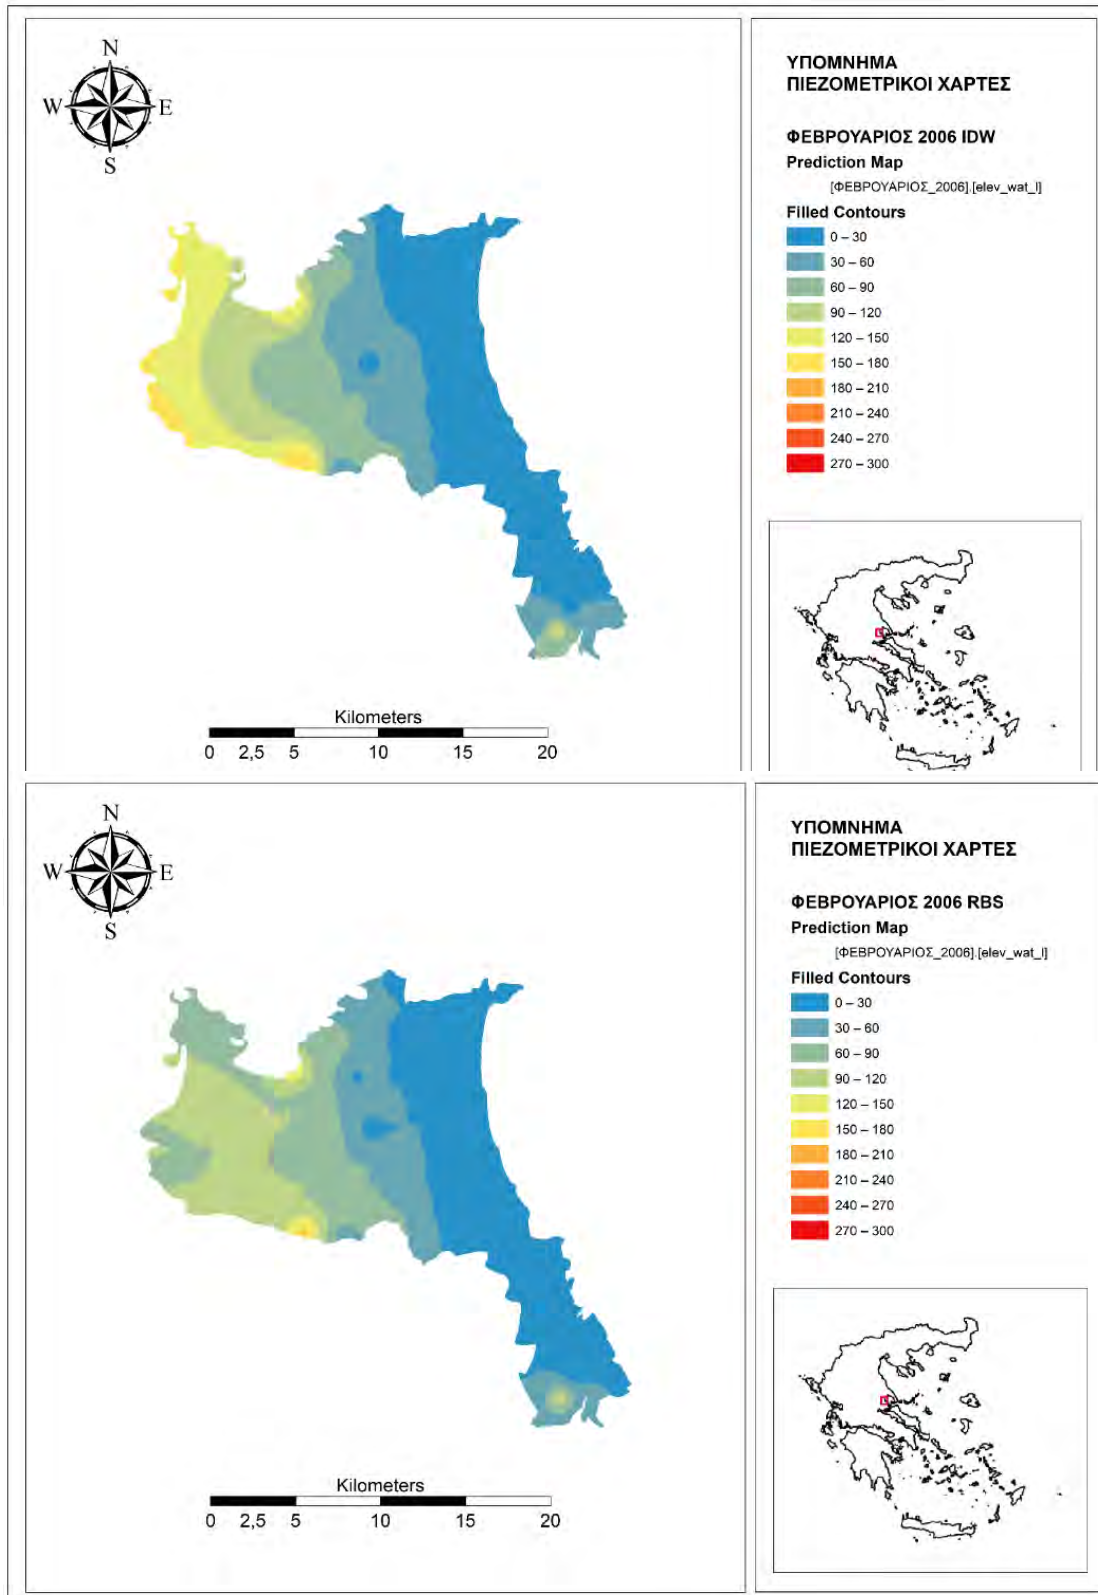 N
W E
S
Kilometers
0 2,5 5 10 15 20
ΥΠΟΜΝΗΜΑ
ΠΙΕΖΟΜΕΤΡΙΚΟΙ ΧΑΡΤΕΣ
ΦΕΒΡΟΥΑΡΙΟΣ 2006 IDW
Prediction Map
[ΦΕΒΡΟΥΑΡΙΟΣ_2006].[elev_wat_l]
Filled Contours
0 – 30
30 – 60
60 – 90
90 – 120
120 – 150
150 – 180
180 – 210
210 – 240
240 – 270
270 – 300
N
W E
S
Kilometers
0 2,5 5 10 15 20
ΥΠΟΜΝΗΜΑ
ΠΙΕΖΟΜΕΤΡΙΚΟΙ ΧΑΡΤΕΣ
ΦΕΒΡΟΥΑΡΙΟΣ 2006 RBS
Prediction Map
[ΦΕΒΡΟΥΑΡΙΟΣ_2006].[elev_wat_l]
Filled Contours
0 – 30
30 – 60
60 – 90
90 – 120
120 – 150
150 – 180
180 – 210
210 – 240
240 – 270
270 – 300